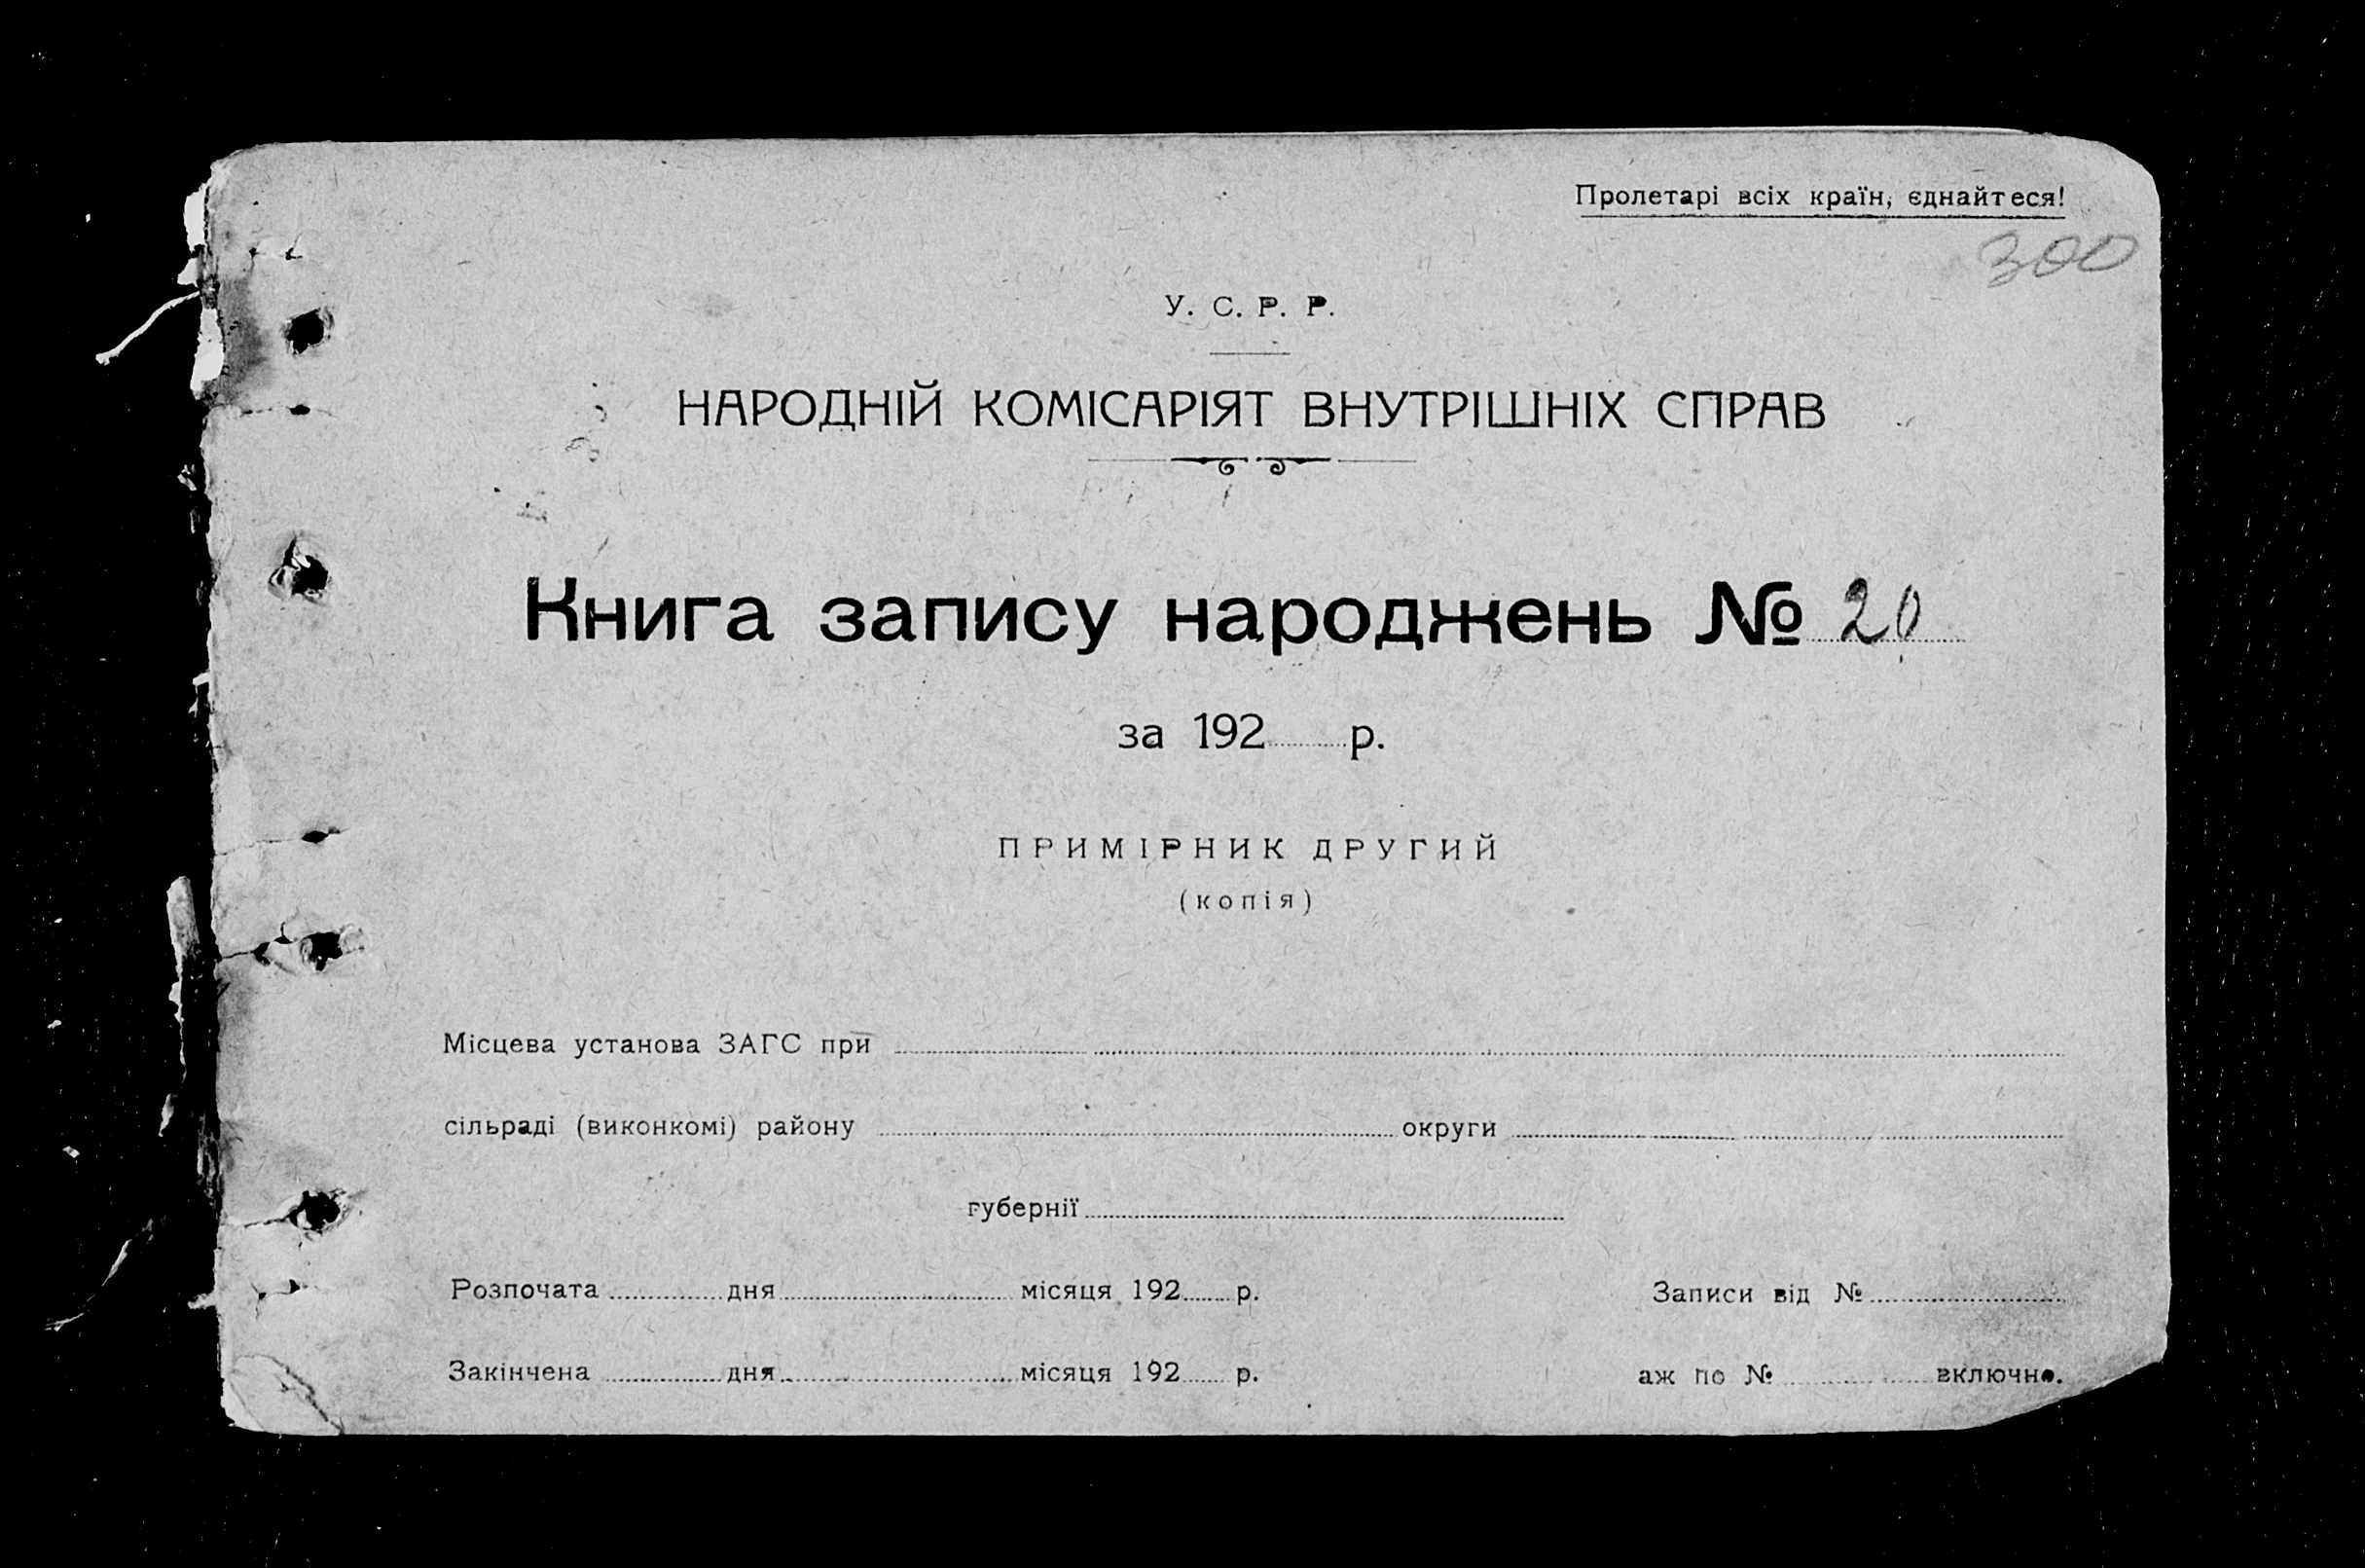 Пролетарі всіх країн, єднайтеся!
300
У. С. Р. Р.
НАРОДНІЙ КОМІСАРІЯТ ВНУТРІШНІХ СПРАВ
Книга запису народжень № 20
за 192 р.
ПРИМІРНИК ДРУГИЙ
(копія)
Місцева установа ЗАГС при
сільраді (виконкомі) району округи
губернії
Розпочата дня місяця 192 р. Записи від №
Закінчена дня місяця 192 р. аж по № включно.